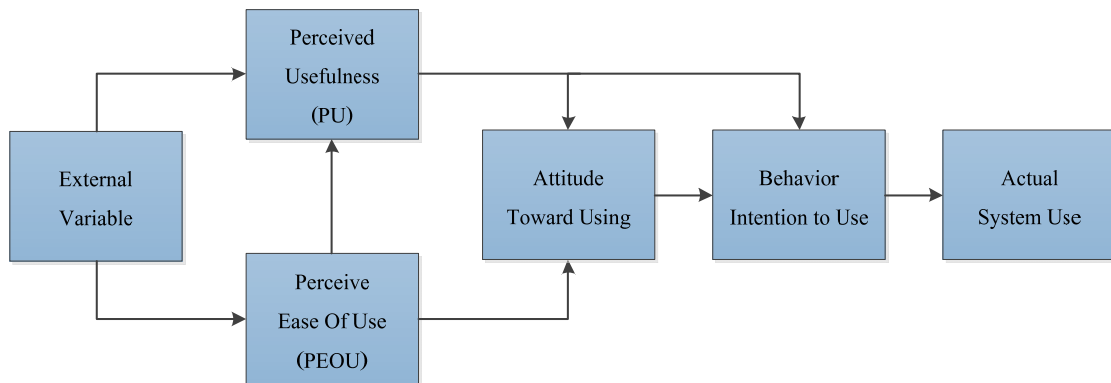 Perceived
Usefulness
(PU)
External
Variable
Attitude
Toward Using
Behavior
Intention to Use
Actual
System Use
Perceive
Ease Of Use
(PEOU)